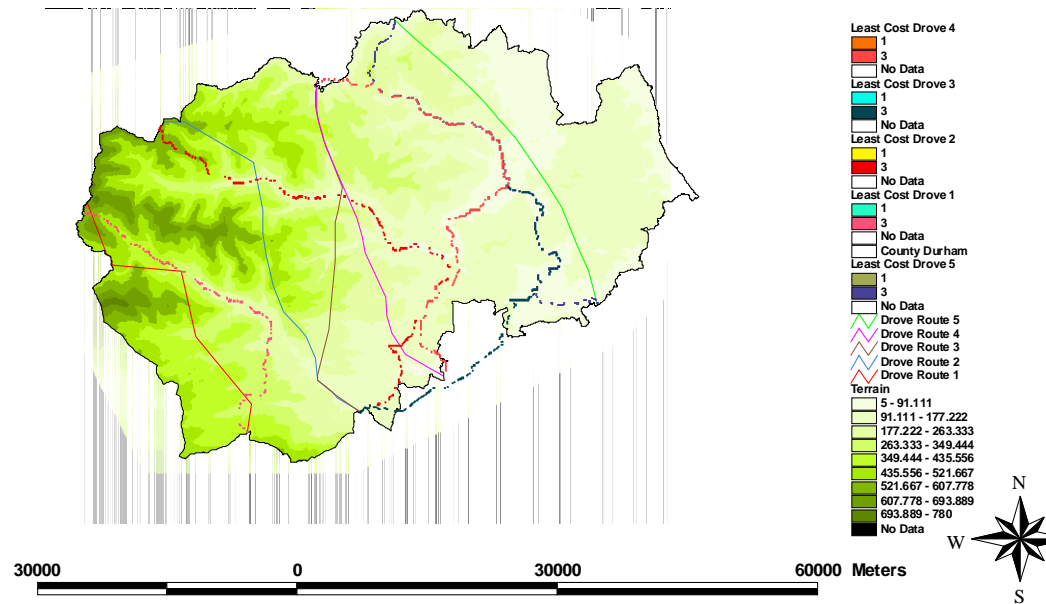 Least Cost Drove 4
1
3
No Data
Least Cost Drove 3
1
3
No Data
Least Cost Drove 2
1
3
No Data
Least Cost Drove 1
1
3
No Data
County Durham
Least Cost Drove 5
1
3
No Data
Drove Route 5
Drove Route 4
Drove Route 3
Drove Route 2
Drove Route 1
Terrain
5 - 91.111
91.111 - 177.222
177.222 - 263.333
263.333 - 349.444
349.444 - 435.556
435.556 - 521.667
521.667 - 607.778
607.778 - 693.889
693.889 - 780
No Data
N
W
S
30000 0 30000 60000 Meters